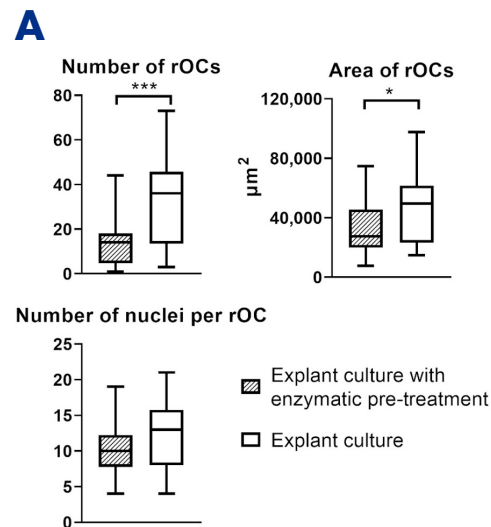 A
Number of rOCs
***
80
60
40
20
0
Area of rOCs
*
120,000
80,000
40,000
0
µm²
Number of nuclei per rOC
25
20
15
10
5
0
Explant culture with
enzymatic pre-treatment
Explant culture